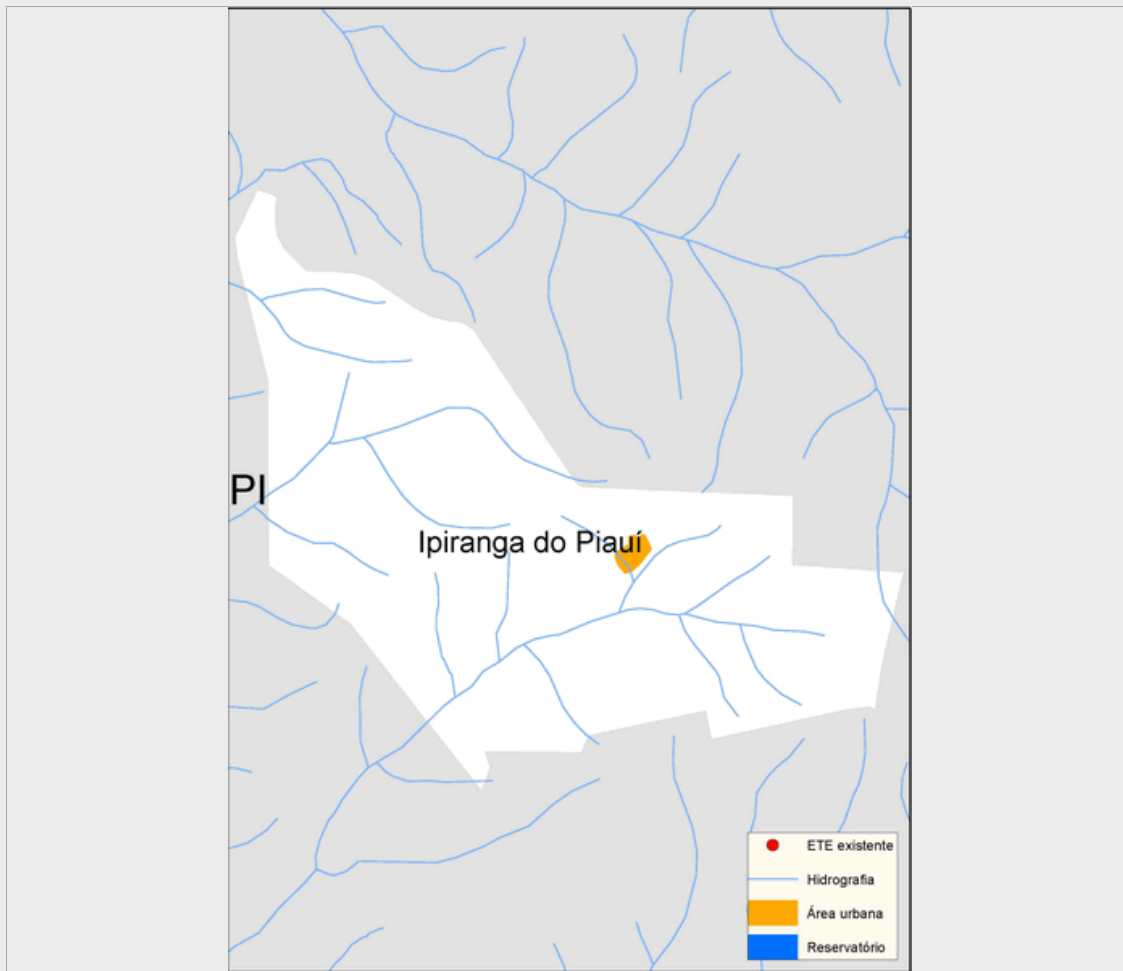 PI
Ipiranga do Piauí
ETE existente
Hidrografia
Área urbana
Reservatório